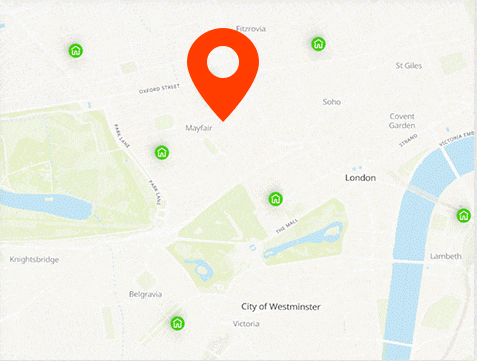 Fitzrovia
St Giles
OXFORD STREET
Soho
Covent
Garden
Mayfair
PARK LANE
STRAND
VICTORIA EMB
London
PARK LANE
THE MALL
Knightsbridge
Lambeth
Belgravia
City of Westminster
Victoria